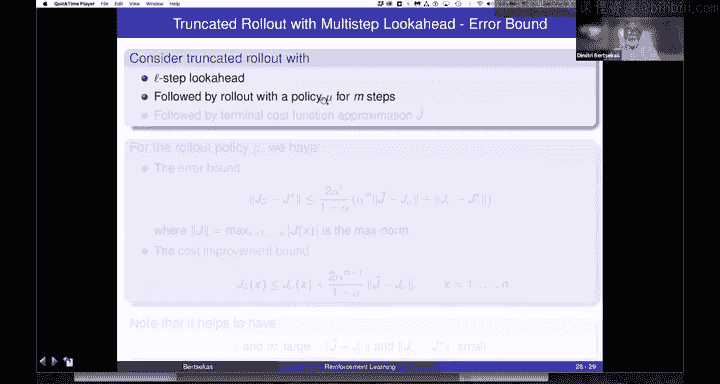 QuickTime Player File Edit View Window Help
Truncated Rollout with Multistep Lookahead - Error Bound
Dimitri Bertsekas
Consider truncated rollout with
ℓ-step lookahead
Followed by rollout with a policy μ for m steps
Followed by terminal cost function approximation J̃
For the rollout policy μ̃, we have
The error bound
‖J_μ̃ − J*‖ ≤ 2α^ℓ / (1 − α) (α^m ‖J̃ − J_μ‖ + ‖J_μ − J*‖),
where ‖J‖ = max_{x=1,...,n} |J(x)| is the max-norm
The cost improvement bound
‖J̃ − J_μ‖, x = 1, . . . , n
Note that it helps to have:
and m large, ‖J̃ − J_μ‖ and ‖J_μ − J*‖ small
Bertsekas Reinforcement Learning 28 / 29